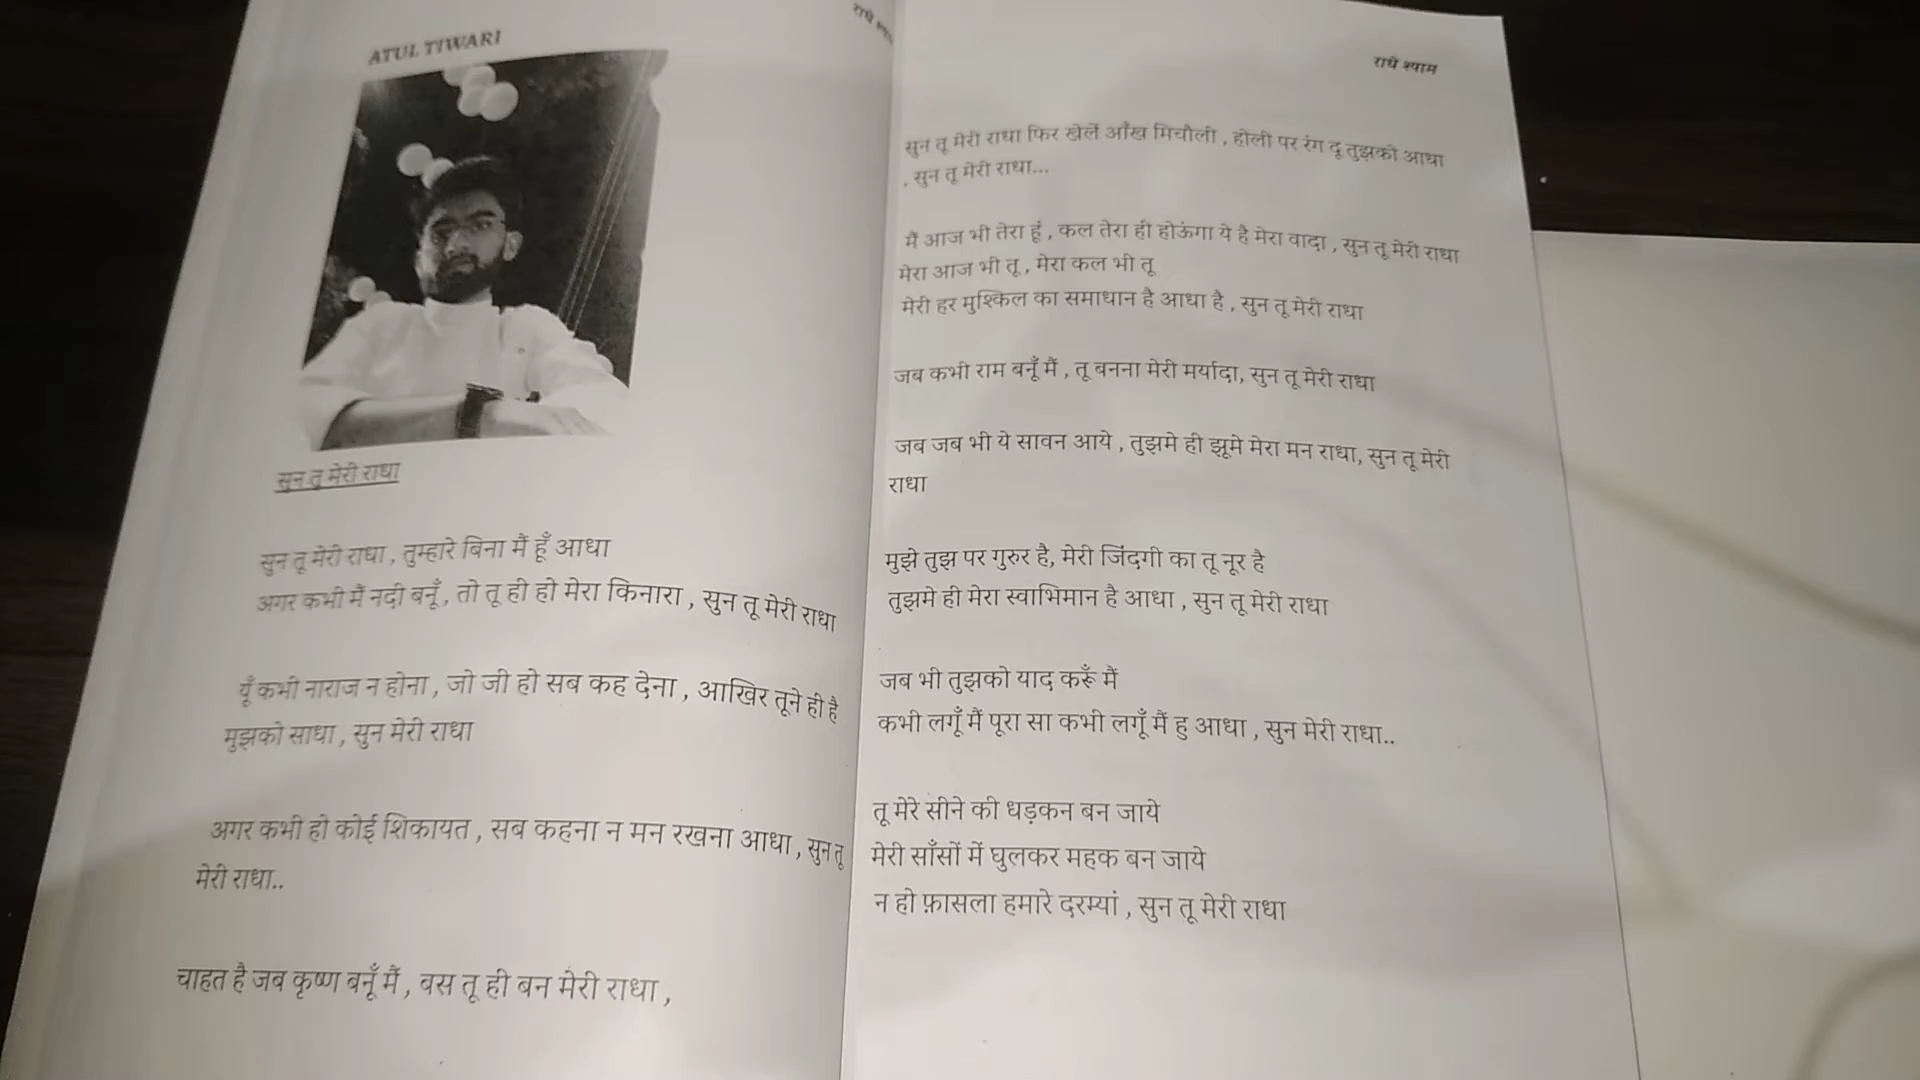 ATUL TIWARI
सुन तू मेरी राधा
सुन तू मेरी राधा , तुम्हारे बिना मैं हूँ आधा
अगर कभी मैं नदी बनूँ , तो तू ही हो मेरा किनारा , सुन तू मेरी राधा
यूँ कभी नाराज न होना , जो जी हो सब कह देना , आखिर तूने ही है
मुझको साधा , सुन मेरी राधा
अगर कभी हो कोई शिकायत , सब कहना न मन रखना आधा , सुन तू
मेरी राधा..
चाहत है जब कृष्ण बनूँ मैं , बस तू ही बन मेरी राधा ,
राधे श्याम
राधे श्याम
सुन तू मेरी राधा फिर खेलें आँख मिचौली , होली पर रंग दू तुझको आधा
, सुन तू मेरी राधा...
मैं आज भी तेरा हूं , कल तेरा ही होऊंगा ये है मेरा वादा , सुन तू मेरी राधा
मेरा आज भी तू , मेरा कल भी तू
मेरी हर मुश्किल का समाधान है आधा है , सुन तू मेरी राधा
जब कभी राम बनूँ मैं , तू बनना मेरी मर्यादा, सुन तू मेरी राधा
जब जब भी ये सावन आये , तुझमे ही झूमे मेरा मन राधा, सुन तू मेरी
राधा
मुझे तुझ पर गुरुर है, मेरी जिंदगी का तू नूर है
तुझमे ही मेरा स्वाभिमान है आधा , सुन तू मेरी राधा
जब भी तुझको याद करूँ मैं
कभी लगूँ मैं पूरा सा कभी लगूँ मैं हु आधा , सुन मेरी राधा..
तू मेरे सीने की धड़कन बन जाये
मेरी साँसों में घुलकर महक बन जाये
न हो फ़ासला हमारे दरम्यां , सुन तू मेरी राधा